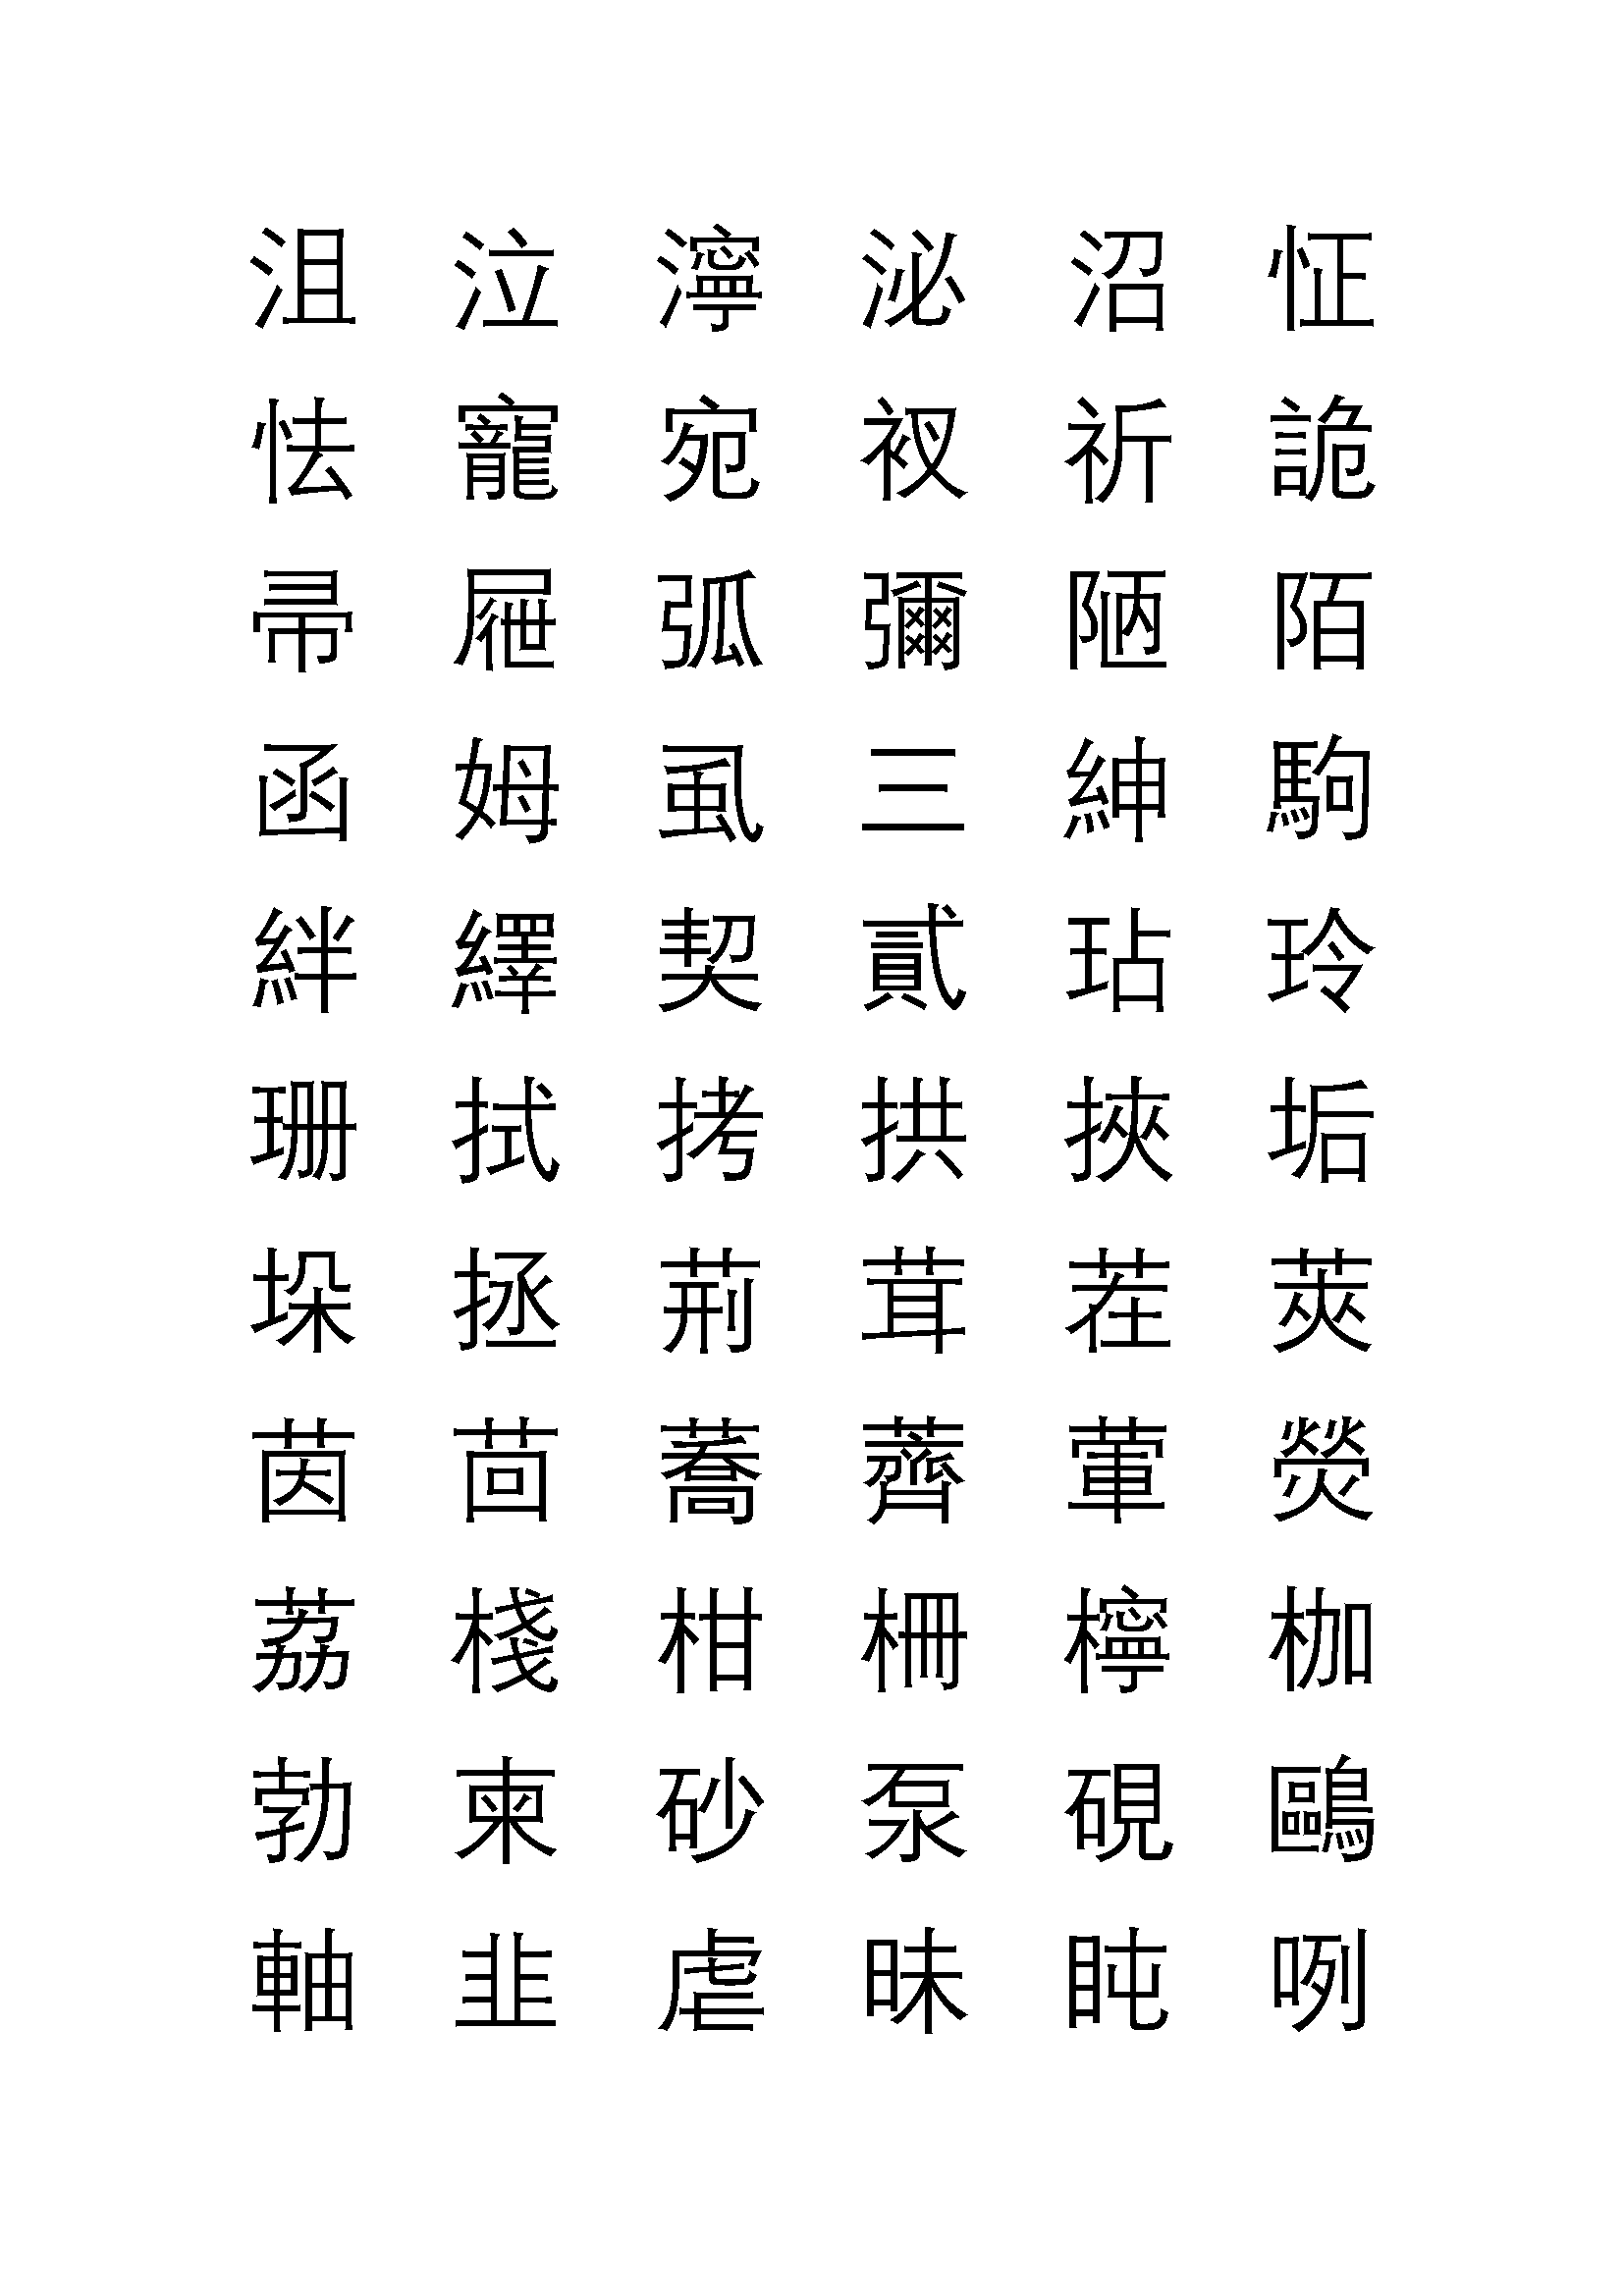 沮 泣 濘 泌 沼 怔
怯 寵 宛 衩 祈 詭
帚 屜 弧 彌 陋 陌
函 姆 虱 三 紳 駒
絆 繹 契 貳 玷 玲
珊 拭 拷 拱 挾 垢
垛 拯 荊 茸 茬 莢
茵 茴 蕎 薺 葷 熒
荔 棧 柑 柵 檸 枷
勃 柬 砂 泵 硯 鷗
軸 韭 虐 昧 盹 咧